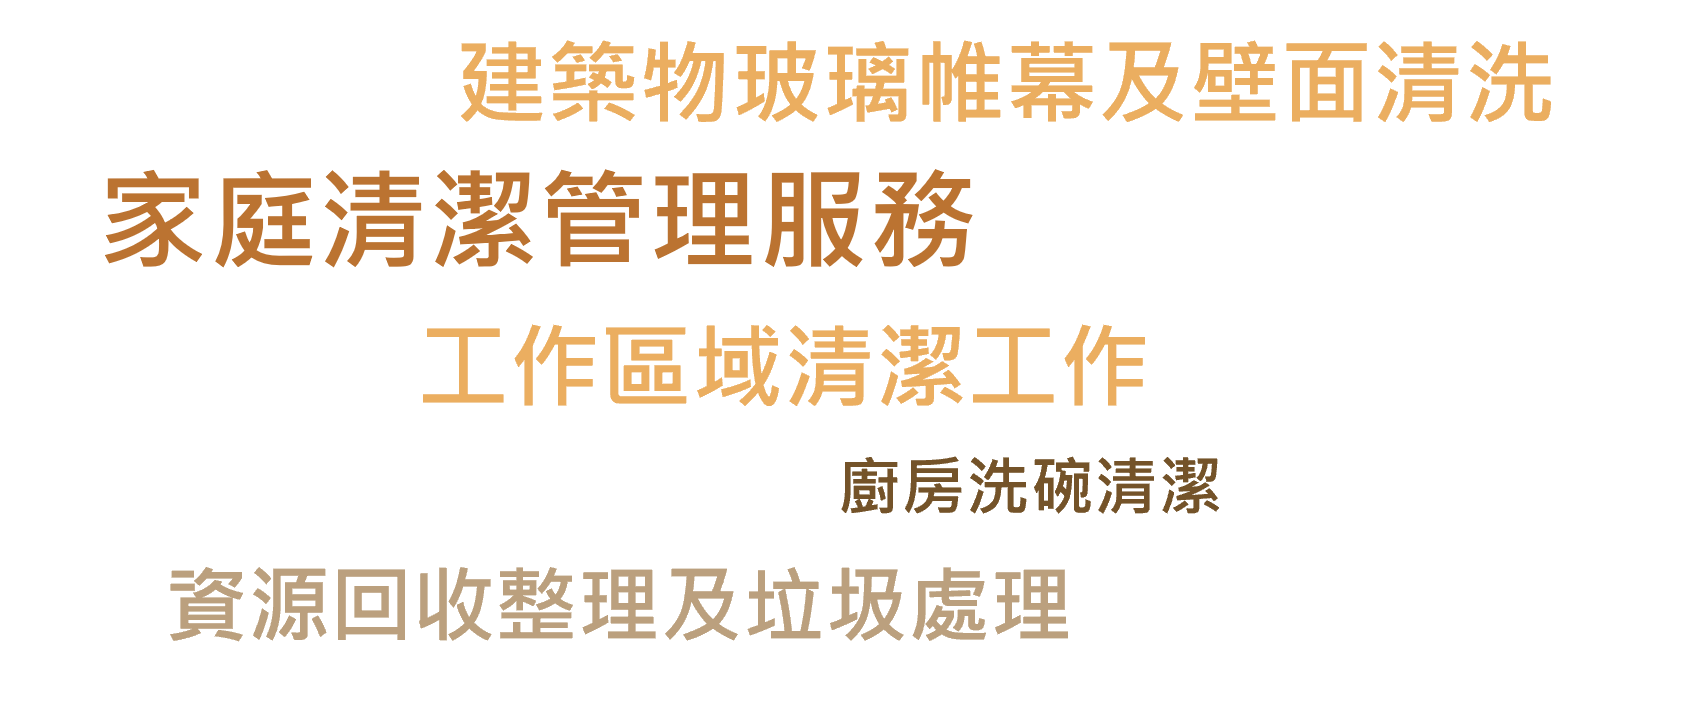 建築物玻璃帷幕及壁面清洗
家庭清潔管理服務
工作區域清潔工作
廚房洗碗清潔
資源回收整理及垃圾處理